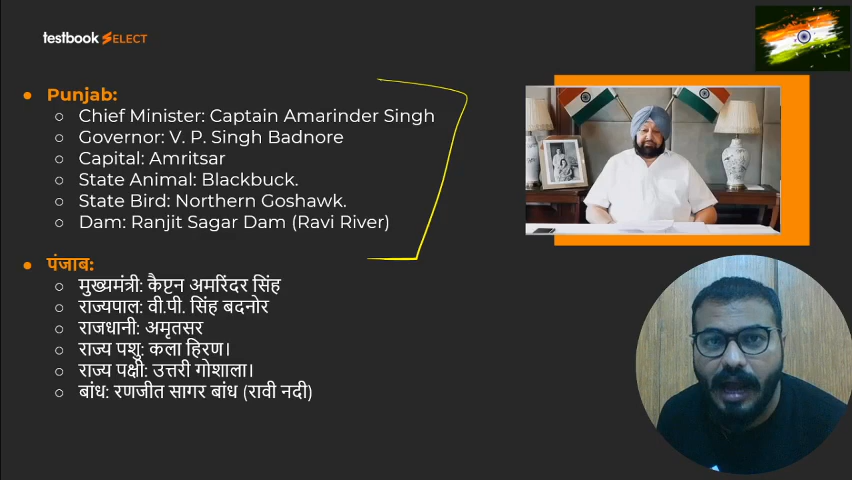 testbook SELECT
Punjab:
Chief Minister: Captain Amarinder Singh
Governor: V. P. Singh Badnore
Capital: Amritsar
State Animal: Blackbuck.
State Bird: Northern Goshawk.
Dam: Ranjit Sagar Dam (Ravi River)
पंजाब:
मुख्यमंत्री: कैप्टन अमरिंदर सिंह
राज्यपाल: वी.पी. सिंह बदनोर
राजधानी: अमृतसर
राज्य पशु: कला हिरण।
राज्य पक्षी: उत्तरी गोशाला।
बांध: रणजीत सागर बांध (रावी नदी)